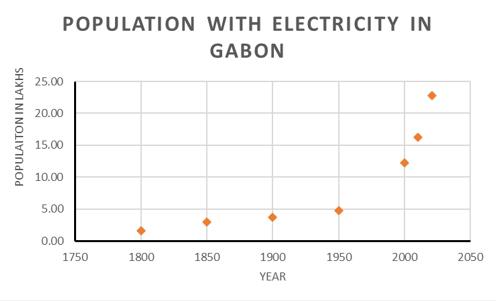 POPULATION WITH ELECTRICITY IN
GABON
POPULAITON IN LAKHS
25.00
20.00
15.00
10.00
5.00
0.00
1750 1800 1850 1900 1950 2000 2050
YEAR